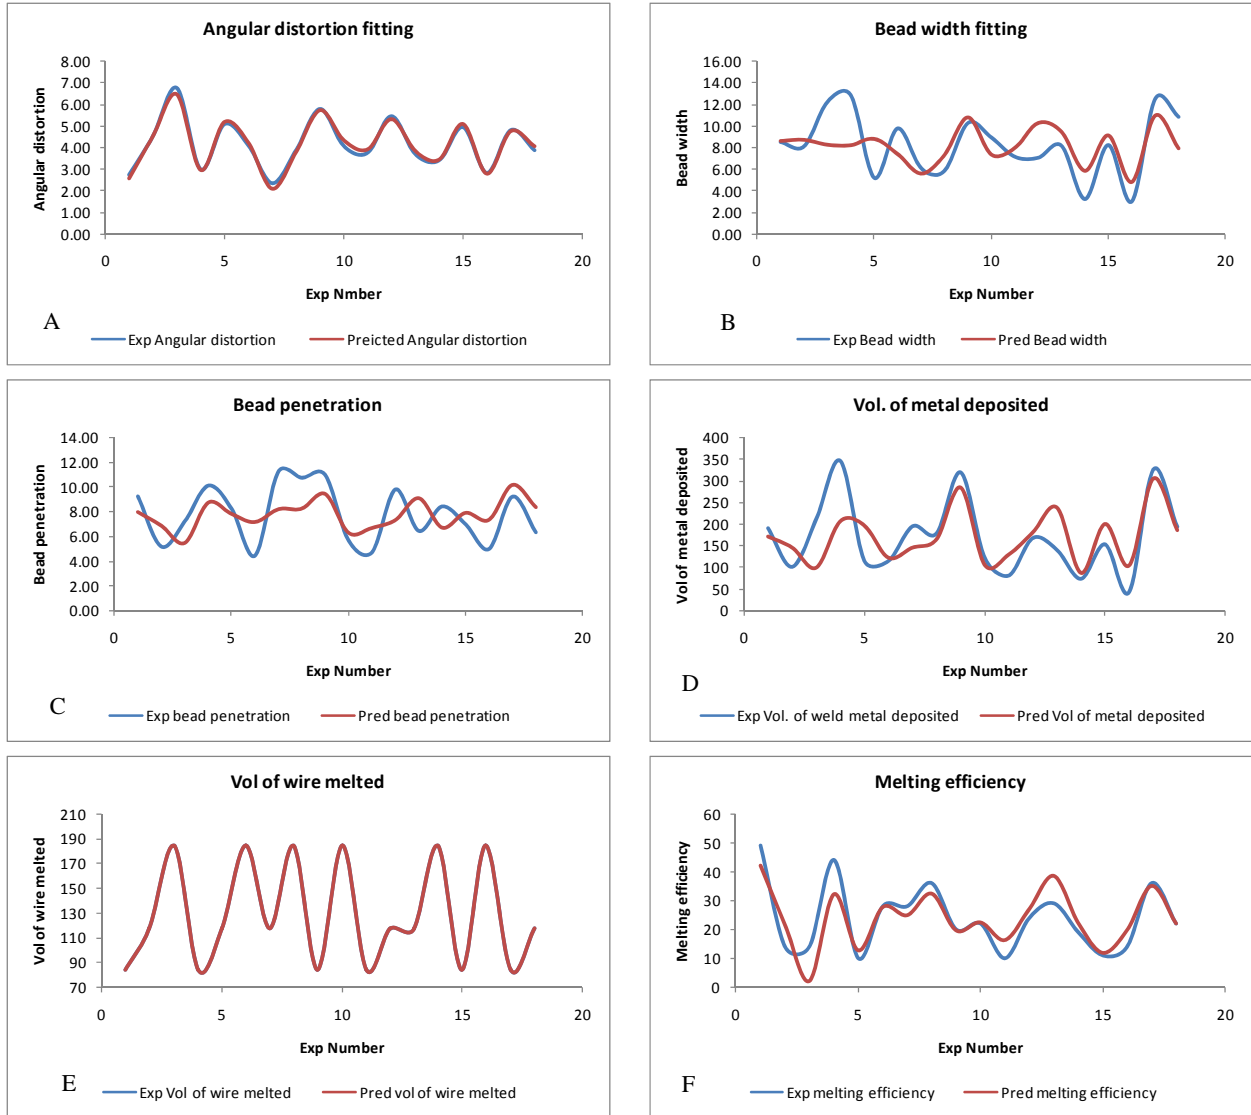 Angular distortion fitting
8.00
7.00
6.00
5.00
4.00
3.00
2.00
1.00
0.00
Angular distortion
0 5 10 15 20
Exp Nmber
A
Exp Angular distortion Preicted Angular distortion
Bead width fitting
16.00
14.00
12.00
10.00
8.00
6.00
4.00
2.00
0.00
Bead width
0 5 10 15 20
Exp Number
B
Exp Bead width Pred Bead width
Bead penetration
14.00
12.00
10.00
8.00
6.00
4.00
2.00
0.00
Bead penetration
0 5 10 15 20
Exp Number
C
Exp bead penetration Pred bead penetration
Vol. of metal deposited
400
350
300
250
200
150
100
50
0
Vol of metal deposited
0 5 10 15 20
Exp Number
D
Exp Vol. of weld metal deposited Pred Vol of metal deposited
Vol of wire melted
210
190
170
150
130
110
90
70
Vol of wire melted
0 5 10 15 20
Exp Number
E
Exp Vol of wire melted Pred vol of wire melted
Melting efficiency
60
50
40
30
20
10
0
Melting efficiency
0 5 10 15 20
Exp Number
F
Exp melting efficiency Pred melting efficiency